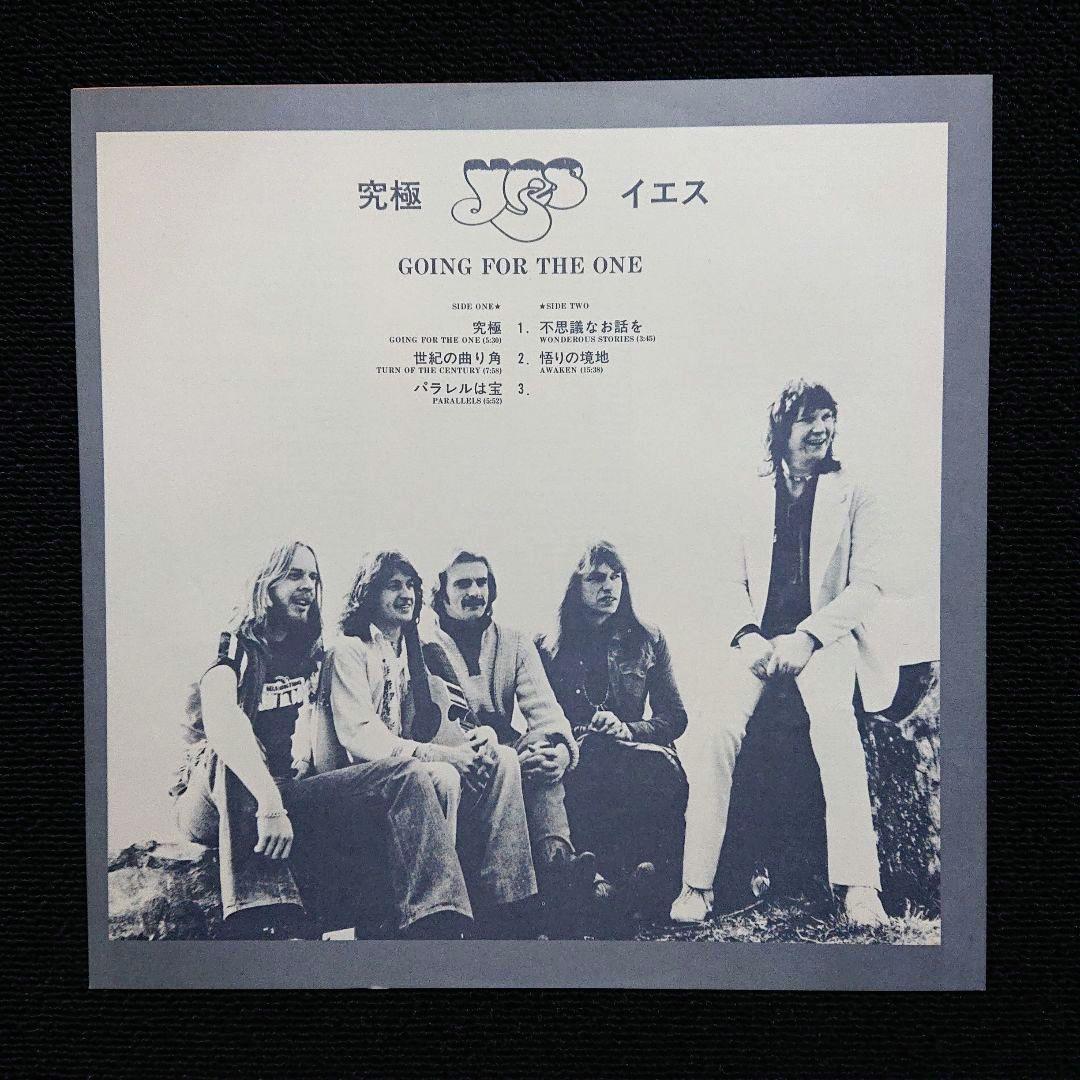 究極 Yes イエス
GOING FOR THE ONE
SIDE ONE★ ★SIDE TWO
究極 1. 不思議なお話を
GOING FOR THE ONE (5:30) WONDEROUS STORIES (3:45)
世紀の曲り角 2. 悟りの境地
TURN OF THE CENTURY (7:58) AWAKEN (15:38)
パラレルは宝 3.
PARALLELS (5:52)